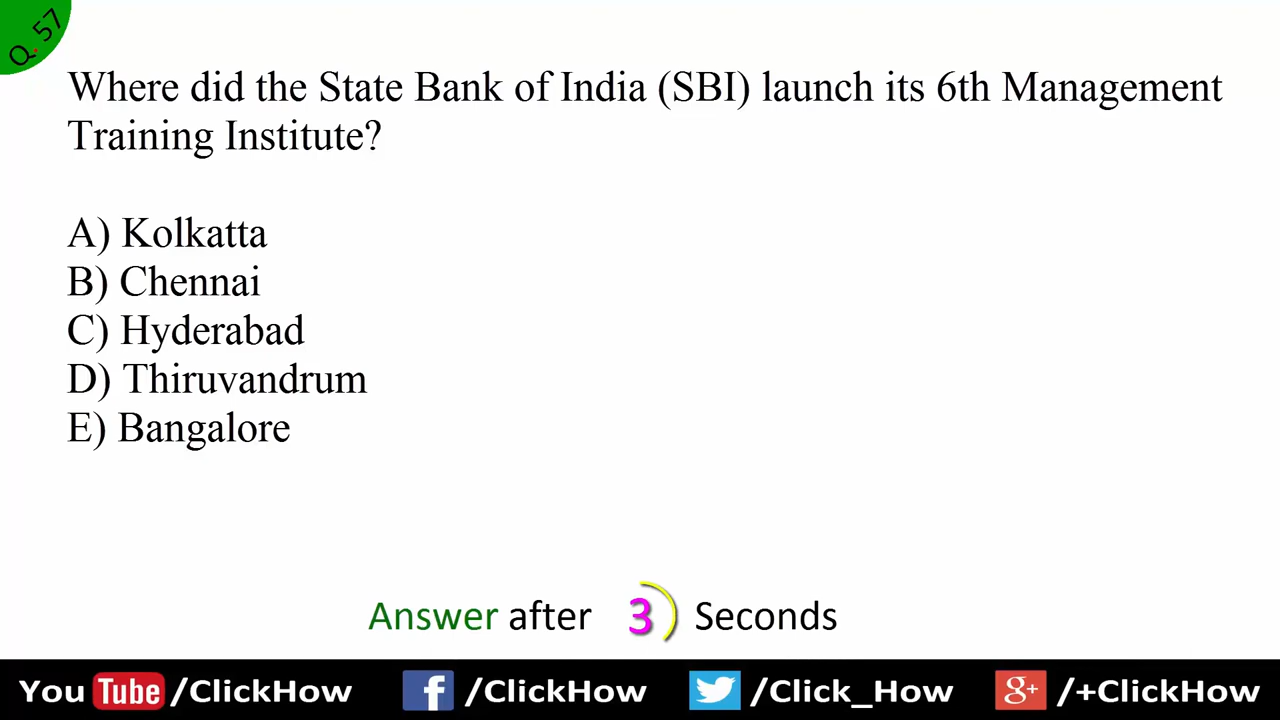 Q. 57
Where did the State Bank of India (SBI) launch its 6th Management
Training Institute?
A) Kolkatta
B) Chennai
C) Hyderabad
D) Thiruvandrum
E) Bangalore
Answer after 3 Seconds
You Tube /ClickHow f /ClickHow /Click_How g+ /+ClickHow